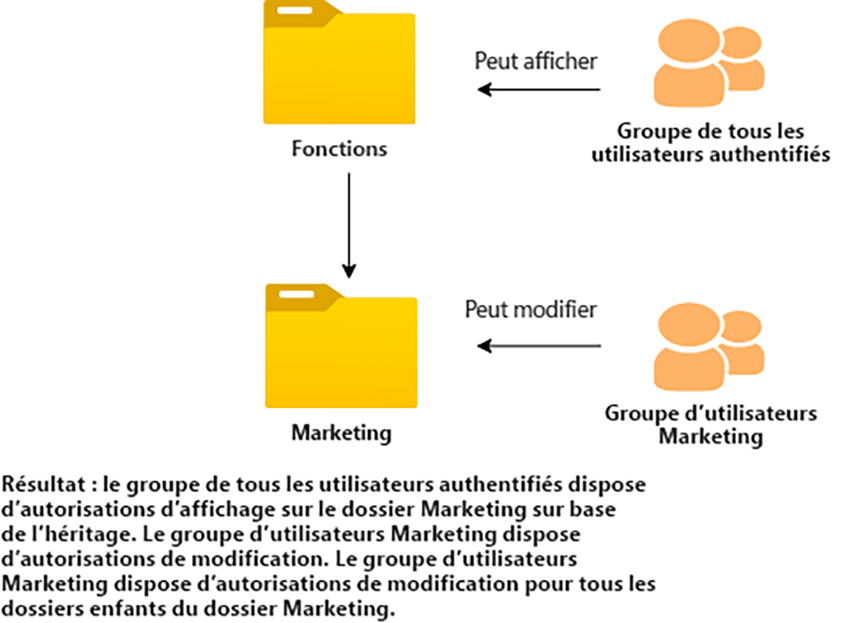 Peut afficher
Groupe de tous les
utilisateurs authentifiés
Fonctions
Peut modifier
Groupe d’utilisateurs
Marketing
Marketing
Résultat : le groupe de tous les utilisateurs authentifiés dispose
d’autorisations d’affichage sur le dossier Marketing sur base
de l’héritage. Le groupe d’utilisateurs Marketing dispose
d’autorisations de modification. Le groupe d’utilisateurs
Marketing dispose d’autorisations de modification pour tous les
dossiers enfants du dossier Marketing.